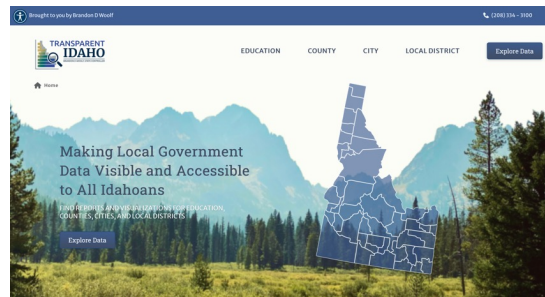 Brought to you by Brandon D Woolf
(208) 334 - 3100
TRANSPARENT
IDAHO
EDUCATION
COUNTY
CITY
LOCAL DISTRICT
Explore Data
Home
Making Local Government
Data Visible and Accessible
to All Idahoans
FIND REPORTS AND VISUALIZATIONS FOR EDUCATION,
COUNTIES, CITIES, AND LOCAL DISTRICTS
Explore Data